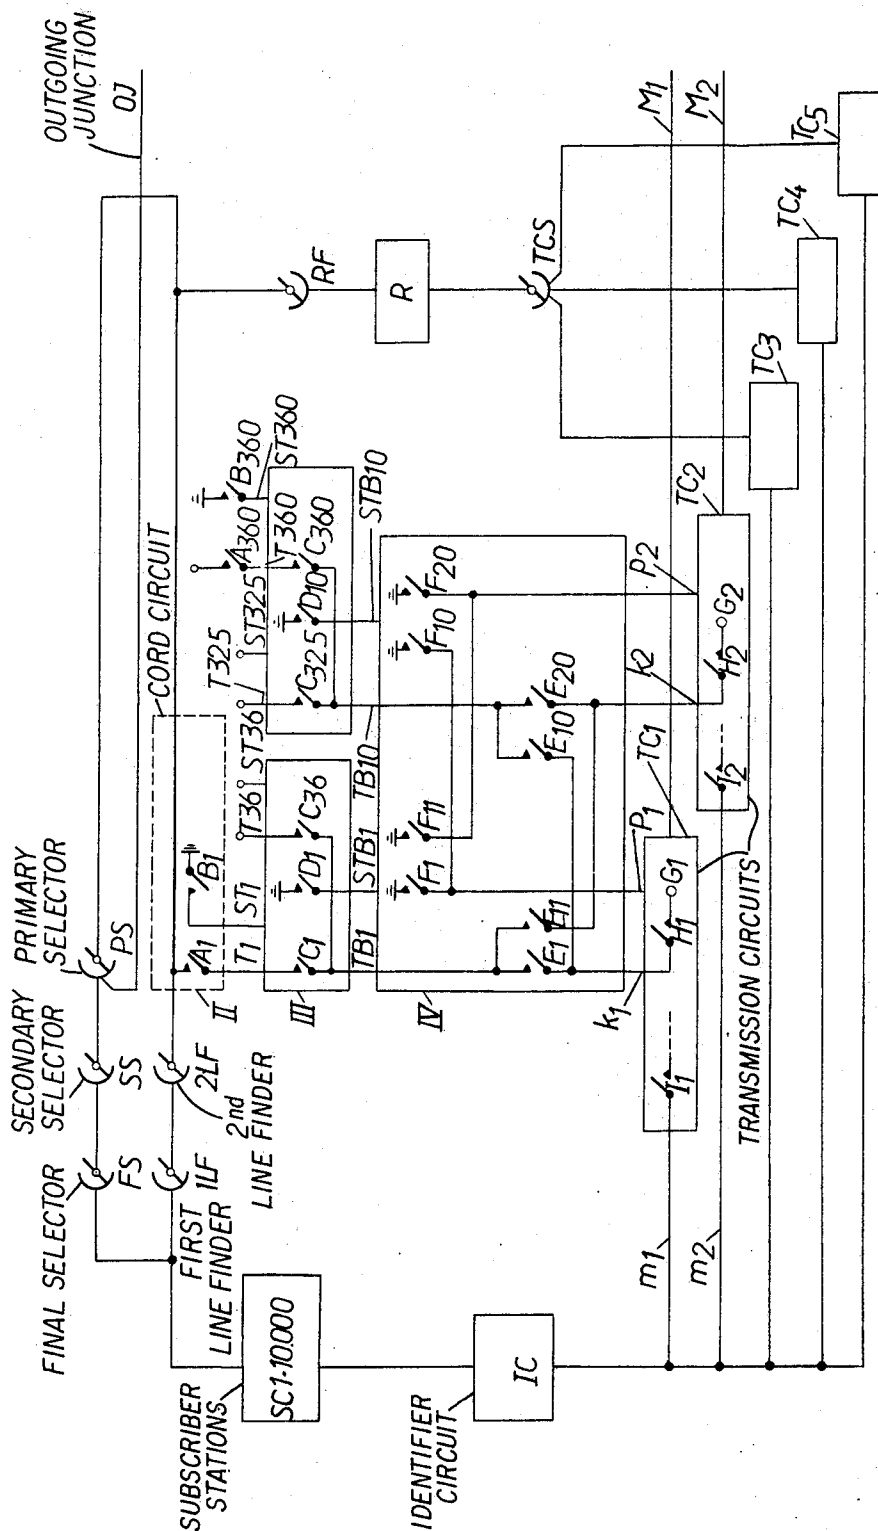 FINAL SELECTOR
FS
SECONDARY
SELECTOR
SS
PRIMARY
SELECTOR
PS
CORD CIRCUIT
OUTGOING
JUNCTION
OJ
1LF
FIRST
LINE FINDER
2LF
2nd
LINE FINDER
II
A1
B1
T1
ST1
T36
ST36
T325
ST325
A360
T360
B360
ST360
RF
III
C1
D1
C36
C325
D10
C360
R
TB1
STB1
TB10
STB10
IV
F1
F11
F10
F20
E1
E11
E10
E20
TCS
SUBSCRIBER
STATIONS
SC1-10.000
IDENTIFIER
CIRCUIT
IC
k1
P1
k2
P2
M1
M2
TC1
I1
H1
G1
TC2
I2
H2
G2
TC3
TC4
TC5
m1
m2
TRANSMISSION CIRCUITS